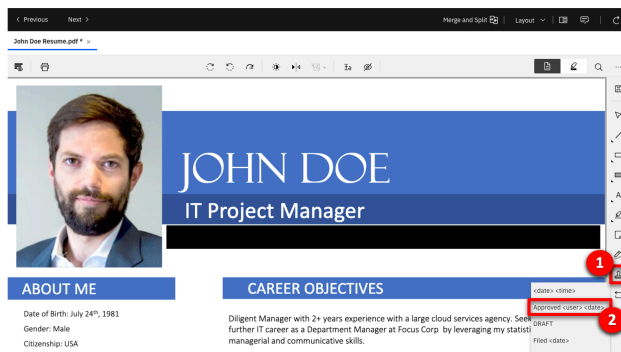 < Previous Next > Merge and Split Layout
John Doe Resume.pdf * ×
JOHN DOE
IT Project Manager
1
ABOUT ME CAREER OBJECTIVES
<date> <time>
Approved <user> <date>
2
DRAFT
Filed <date>
Date of Birth: July 24th, 1981
Gender: Male
Citizenship: USA
Diligent Manager with 2+ years experience with a large cloud services agency. Seek
further IT career as a Department Manager at Focus Corp by leveraging my statisti
managerial and communicative skills.